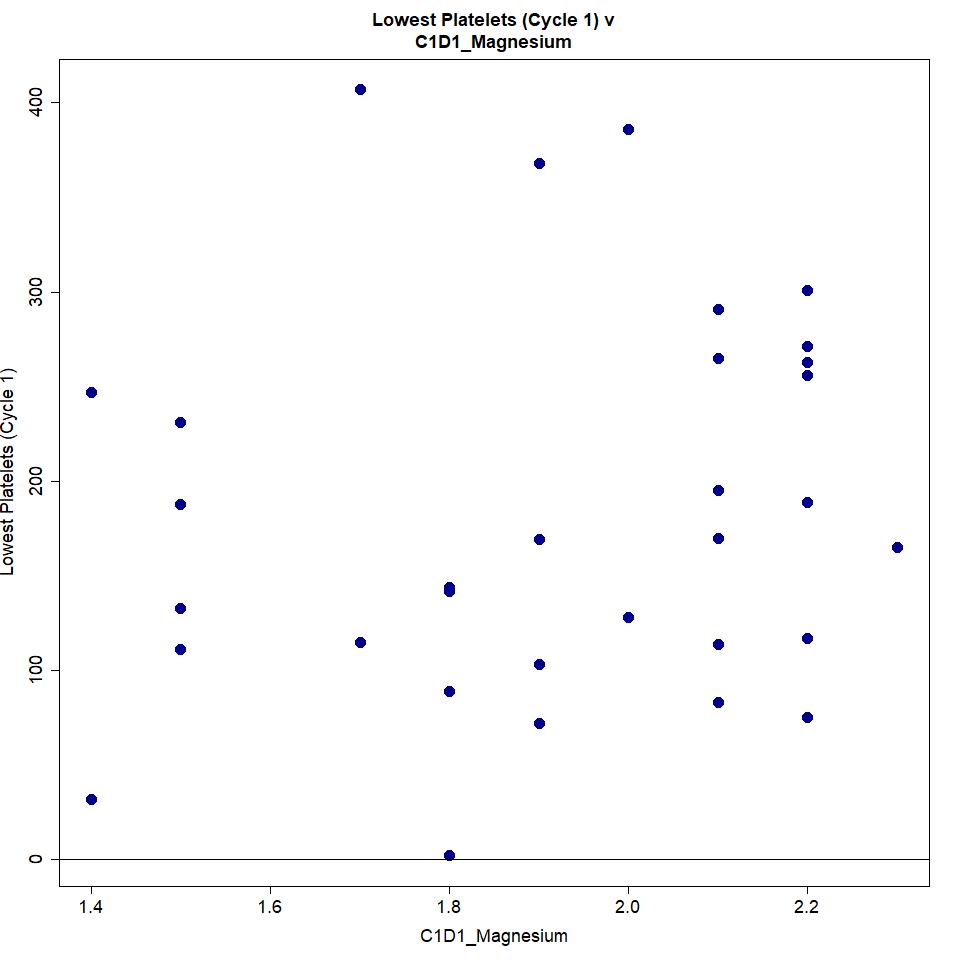 Lowest Platelets (Cycle 1) v
C1D1_Magnesium
400
300
200
100
0
Lowest Platelets (Cycle 1)
1.4 1.6 1.8 2.0 2.2
C1D1_Magnesium